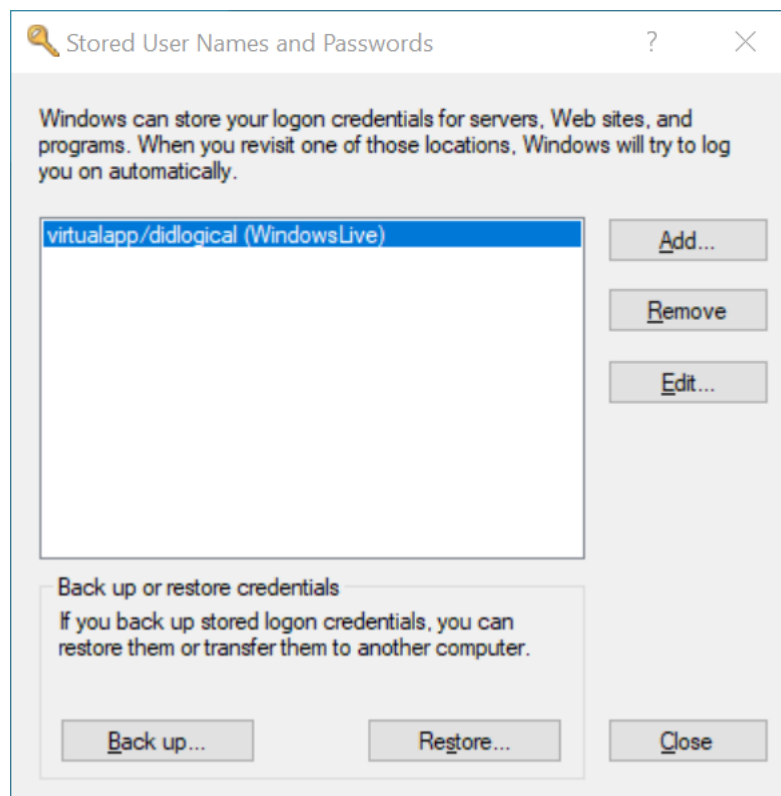 Stored User Names and Passwords
Windows can store your logon credentials for servers, Web sites, and
programs. When you revisit one of those locations, Windows will try to log
you on automatically.
virtualapp/didlogical (WindowsLive)
Add...
Remove
Edit...
Back up or restore credentials
If you back up stored logon credentials, you can
restore them or transfer them to another computer.
Back up...
Restore...
Close